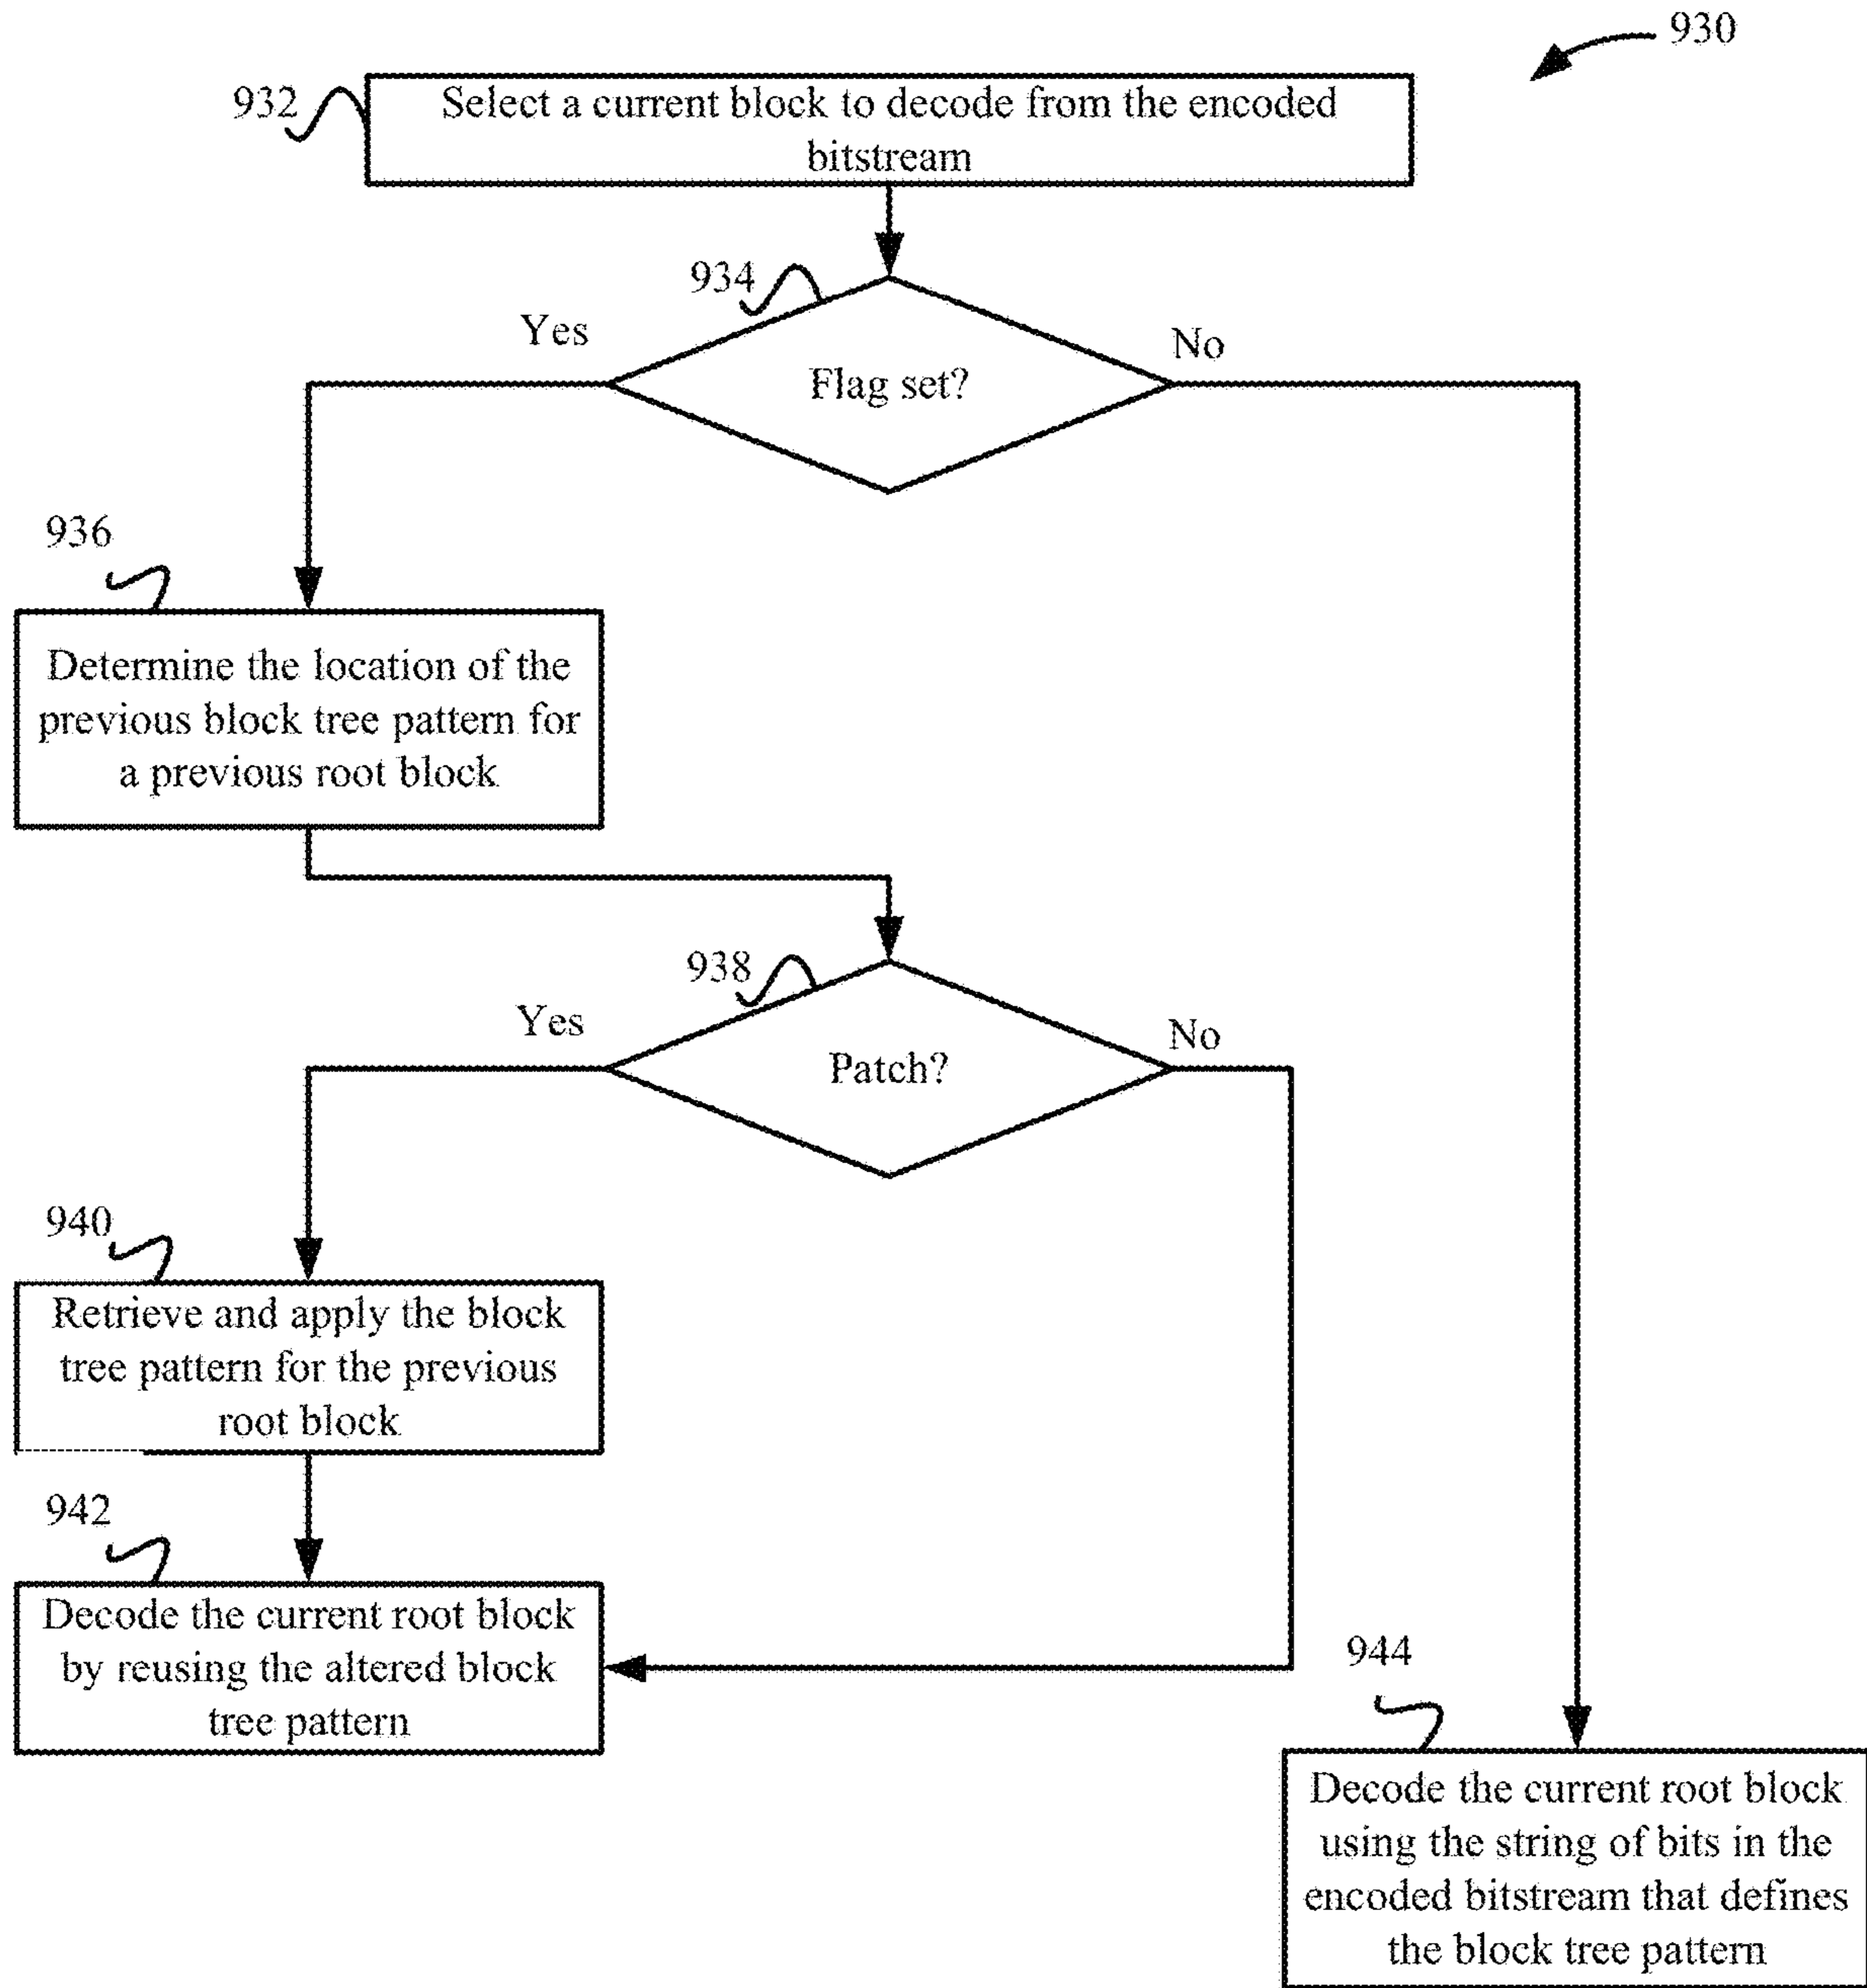 930
932
Select a current block to decode from the encoded
bitstream
934
Yes
No
Flag set?
936
Determine the location of the
previous block tree pattern for
a previous root block
938
Yes
No
Patch?
940
Retrieve and apply the block
tree pattern for the previous
root block
942
Decode the current root block
by reusing the altered block
tree pattern
944
Decode the current root block
using the string of bits in the
encoded bitstream that defines
the block tree pattern